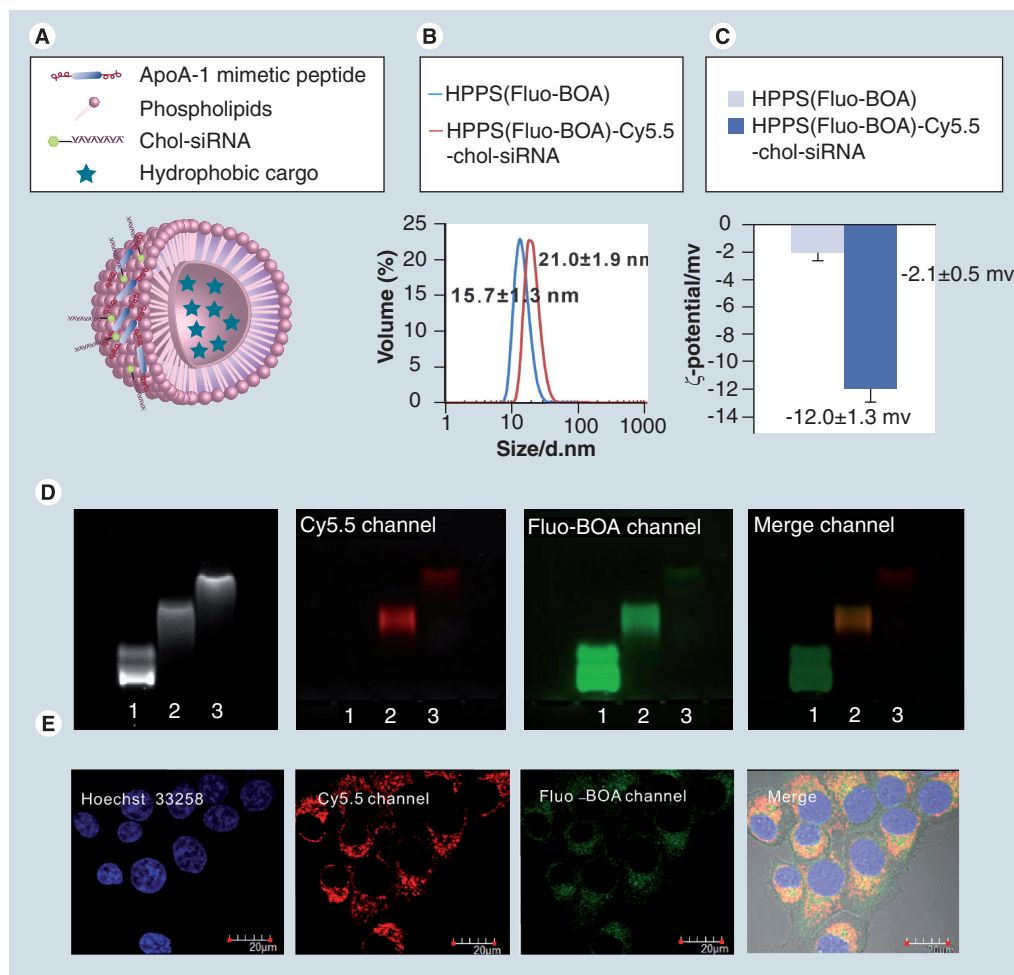 A
ApoA-1 mimetic peptide
Phospholipids
Chol-siRNA
Hydrophobic cargo
B
HPPS(Fluo-BOA)
HPPS(Fluo-BOA)-Cy5.5
-chol-siRNA
25
20
15
10
5
0
Volume (%)
15.7±1.3 nm
21.0±1.9 nm
1
10
100
1000
Size/d.nm
C
HPPS(Fluo-BOA)
HPPS(Fluo-BOA)-Cy5.5
-chol-siRNA
0
-2
-4
-6
-8
-10
-12
-14
ζ-potential/mv
-2.1±0.5 mv
-12.0±1.3 mv
D
1 2 3
Cy5.5 channel
1 2 3
Fluo-BOA channel
1 2 3
Merge channel
1 2 3
E
Hoechst 33258
20μm
Cy5.5 channel
20μm
Fluo-BOA channel
20μm
Merge
20μm